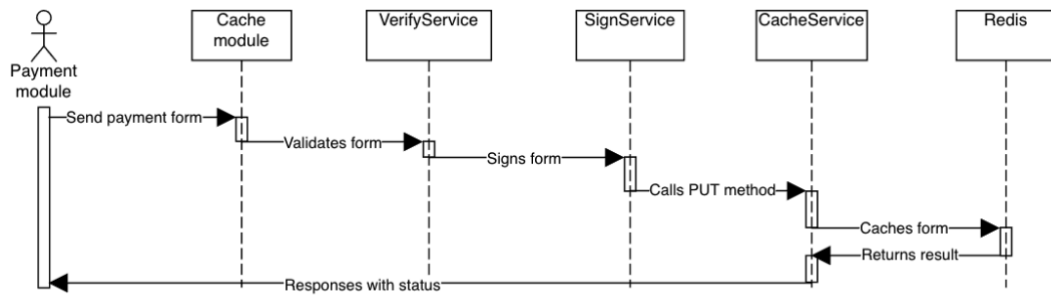 Payment
module
Cache
module
VerifyService
SignService
CacheService
Redis
Send payment form
Validates form
Signs form
Calls PUT method
Caches form
Returns result
Responses with status